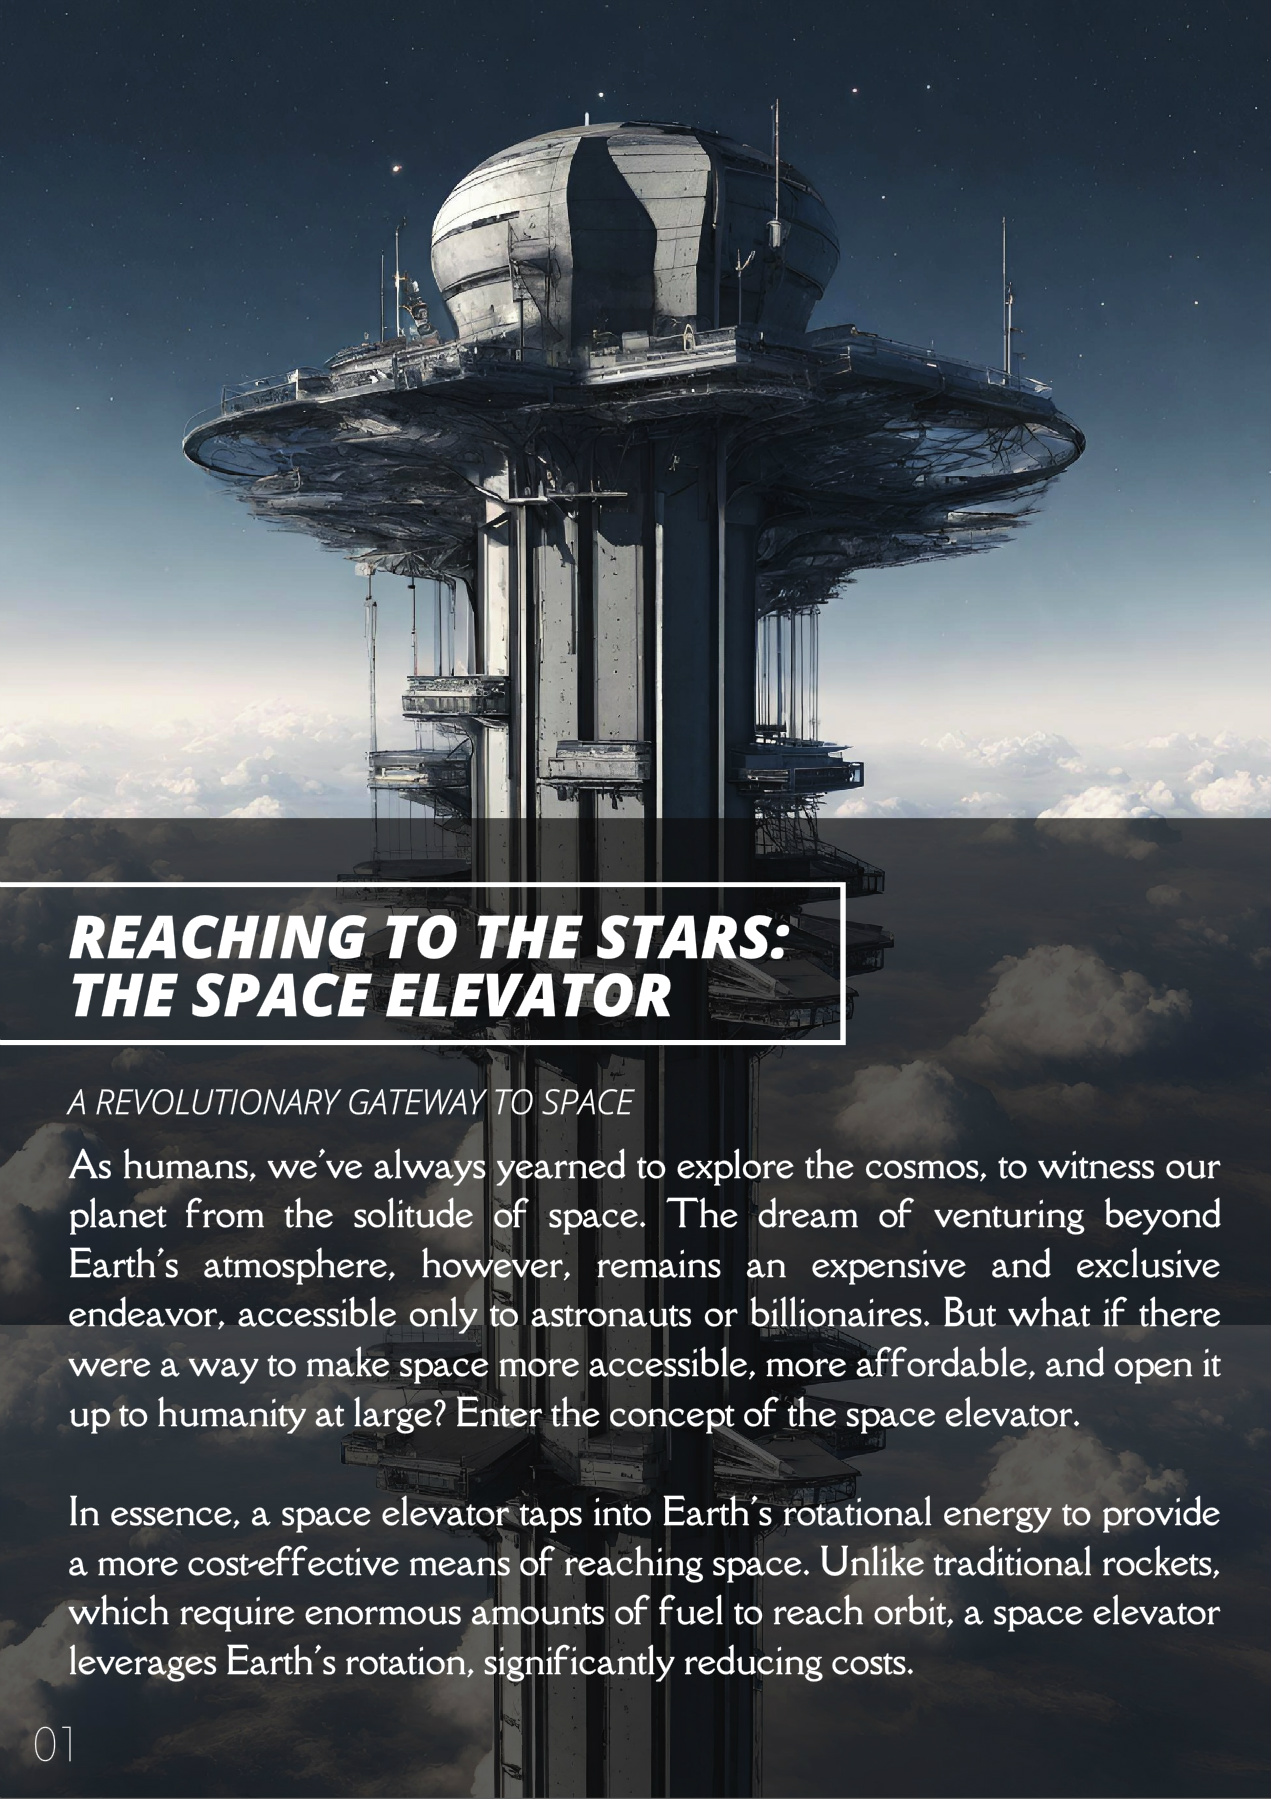 REACHING TO THE STARS:
THE SPACE ELEVATOR
A REVOLUTIONARY GATEWAY TO SPACE
As humans, we've always yearned to explore the cosmos, to witness our
planet from the solitude of space. The dream of venturing beyond
Earth's atmosphere, however, remains an expensive and exclusive
endeavor, accessible only to astronauts or billionaires. But what if there
were a way to make space more accessible, more affordable, and open it
up to humanity at large? Enter the concept of the space elevator.
In essence, a space elevator taps into Earth's rotational energy to provide
a more cost-effective means of reaching space. Unlike traditional rockets,
which require enormous amounts of fuel to reach orbit, a space elevator
leverages Earth's rotation, significantly reducing costs.
01